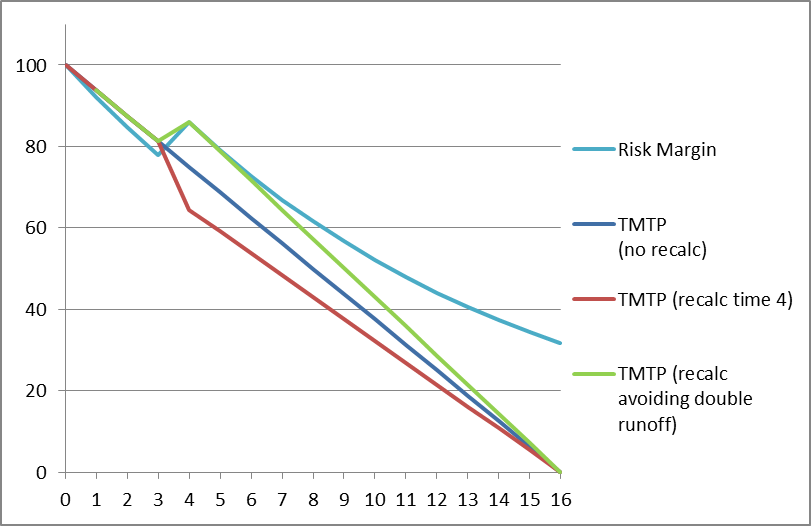 100
80
60
40
20
0
0 1 2 3 4 5 6 7 8 9 10 11 12 13 14 15 16
Risk Margin
TMTP
(no recalc)
TMTP (recalc time 4)
TMTP (recalc
avoiding double
runoff)